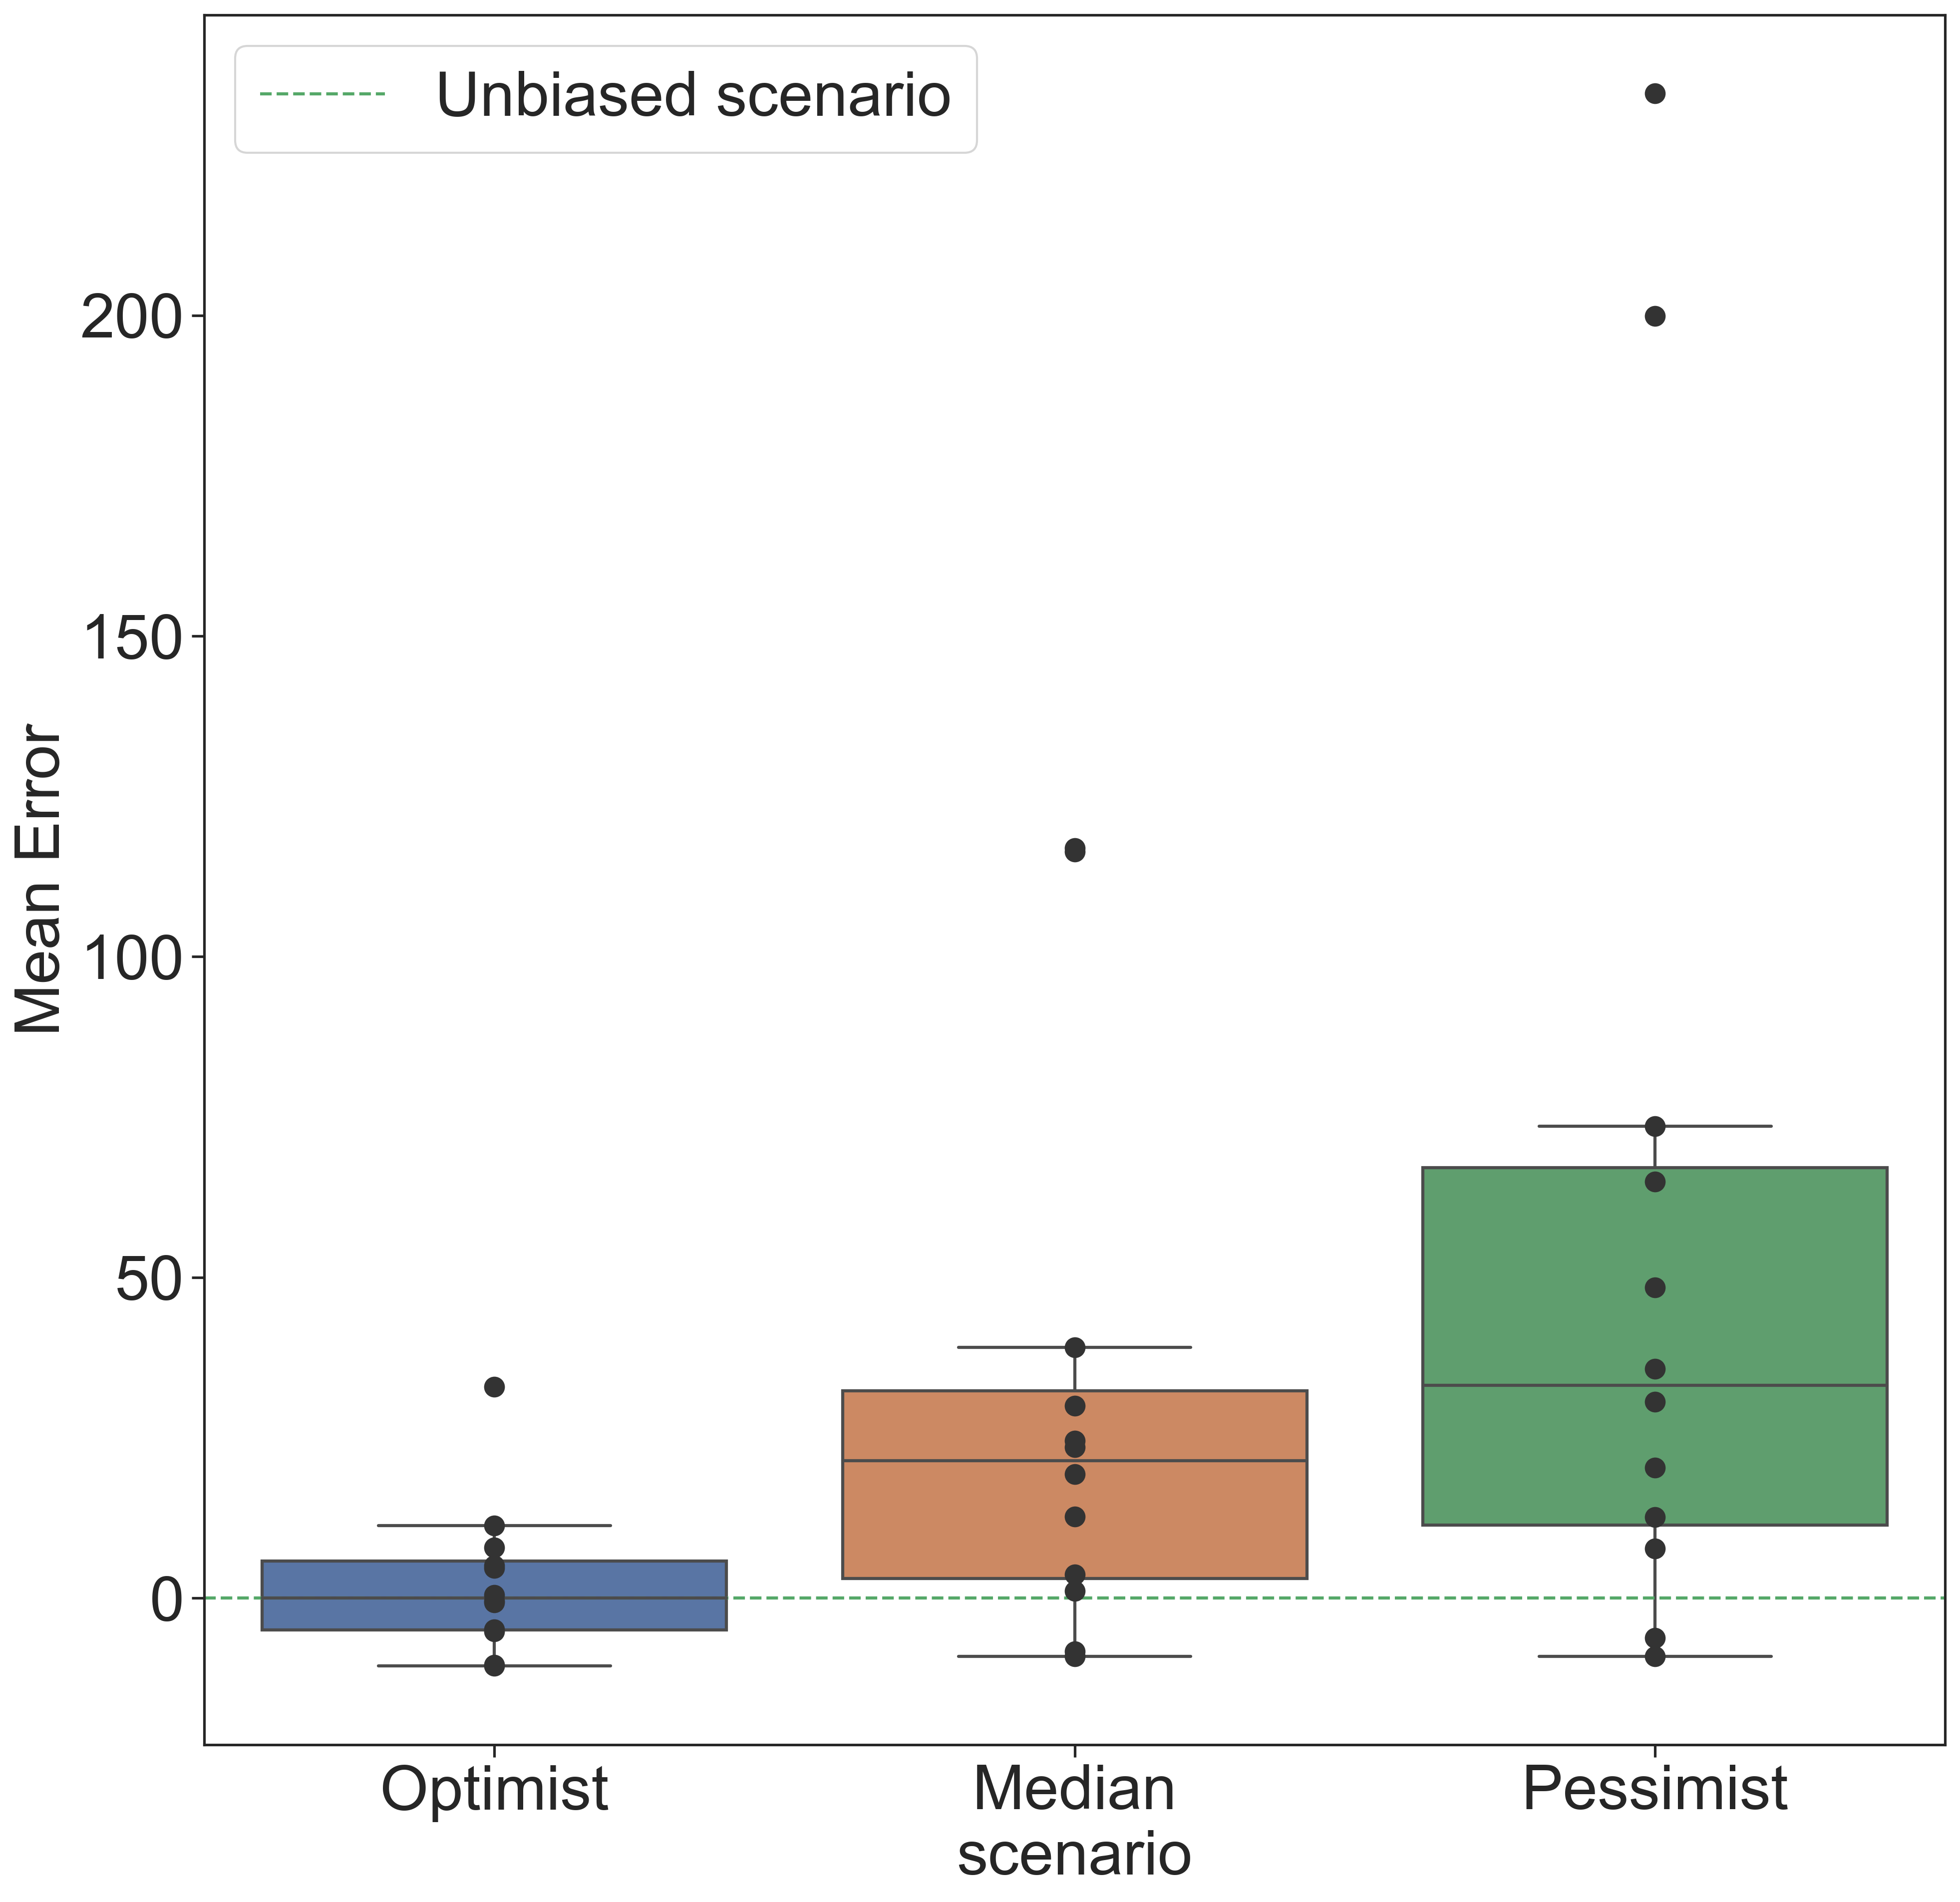 Unbiased scenario
Mean Error
200
150
100
50
0
Optimist
Median
Pessimist
scenario